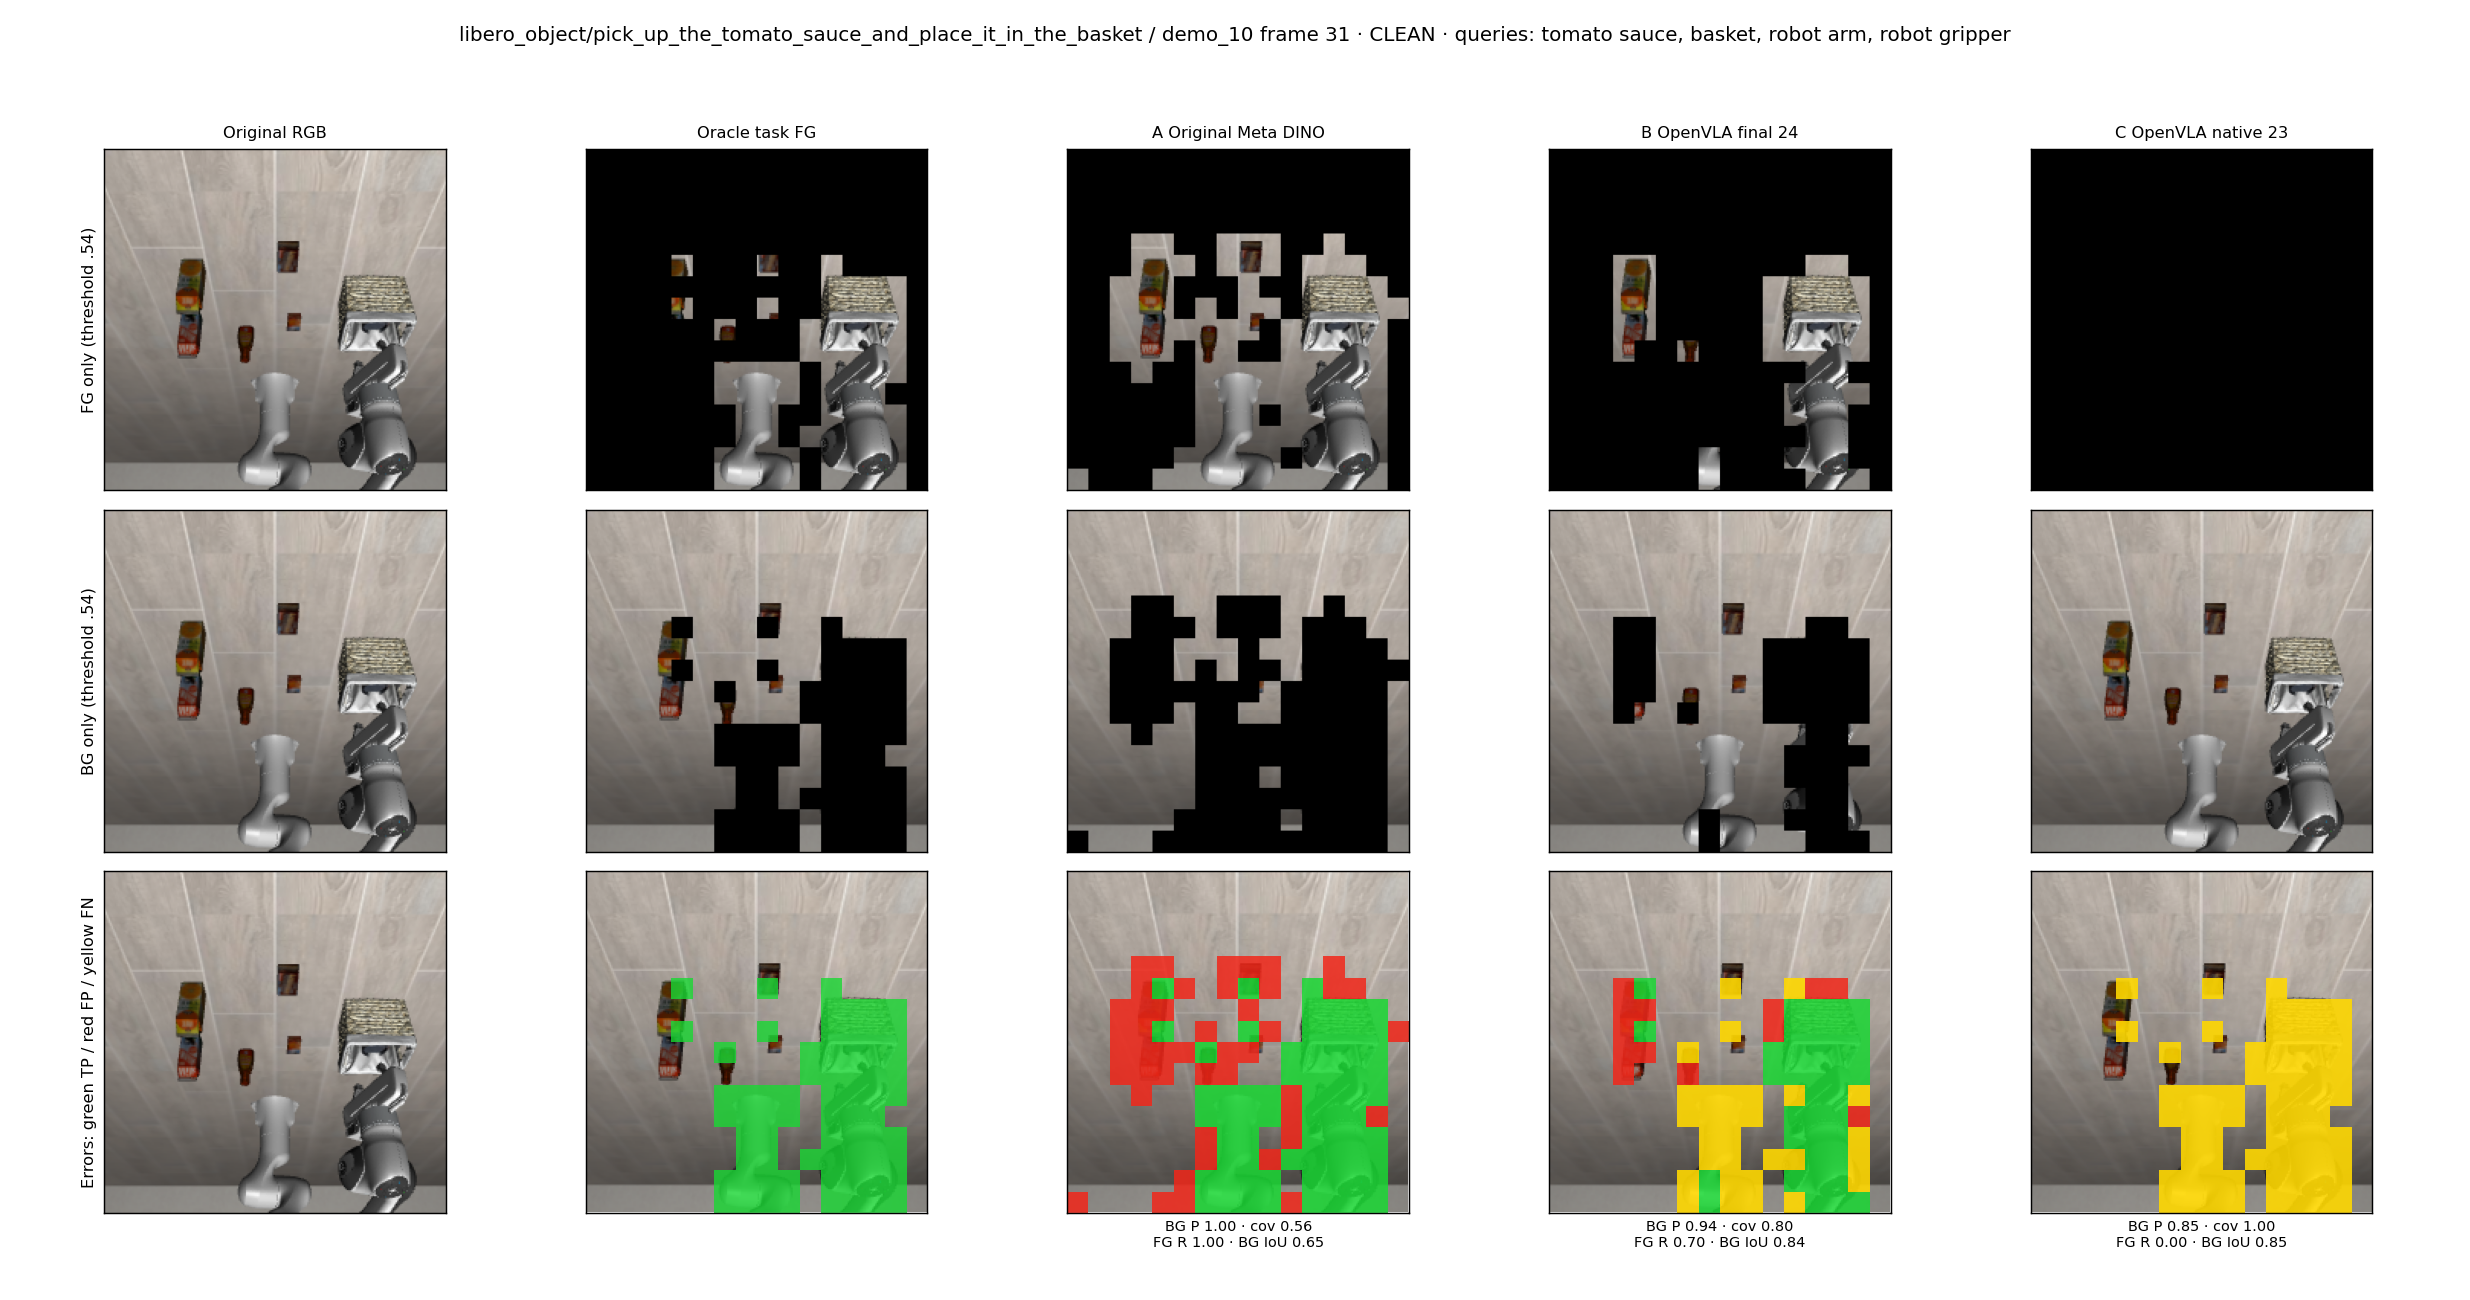 libero_object/pick_up_the_tomato_sauce_and_place_it_in_the_basket / demo_10 frame 31 · CLEAN · queries: tomato sauce, basket, robot arm, robot gripper
Original RGB
Oracle task FG
A Original Meta DINO
B OpenVLA final 24
C OpenVLA native 23
FG only (threshold .54)
BG only (threshold .54)
Errors: green TP / red FP / yellow FN
BG P 1.00 · cov 0.56
FG R 1.00 · BG IoU 0.65
BG P 0.94 · cov 0.80
FG R 0.70 · BG IoU 0.84
BG P 0.85 · cov 1.00
FG R 0.00 · BG IoU 0.85